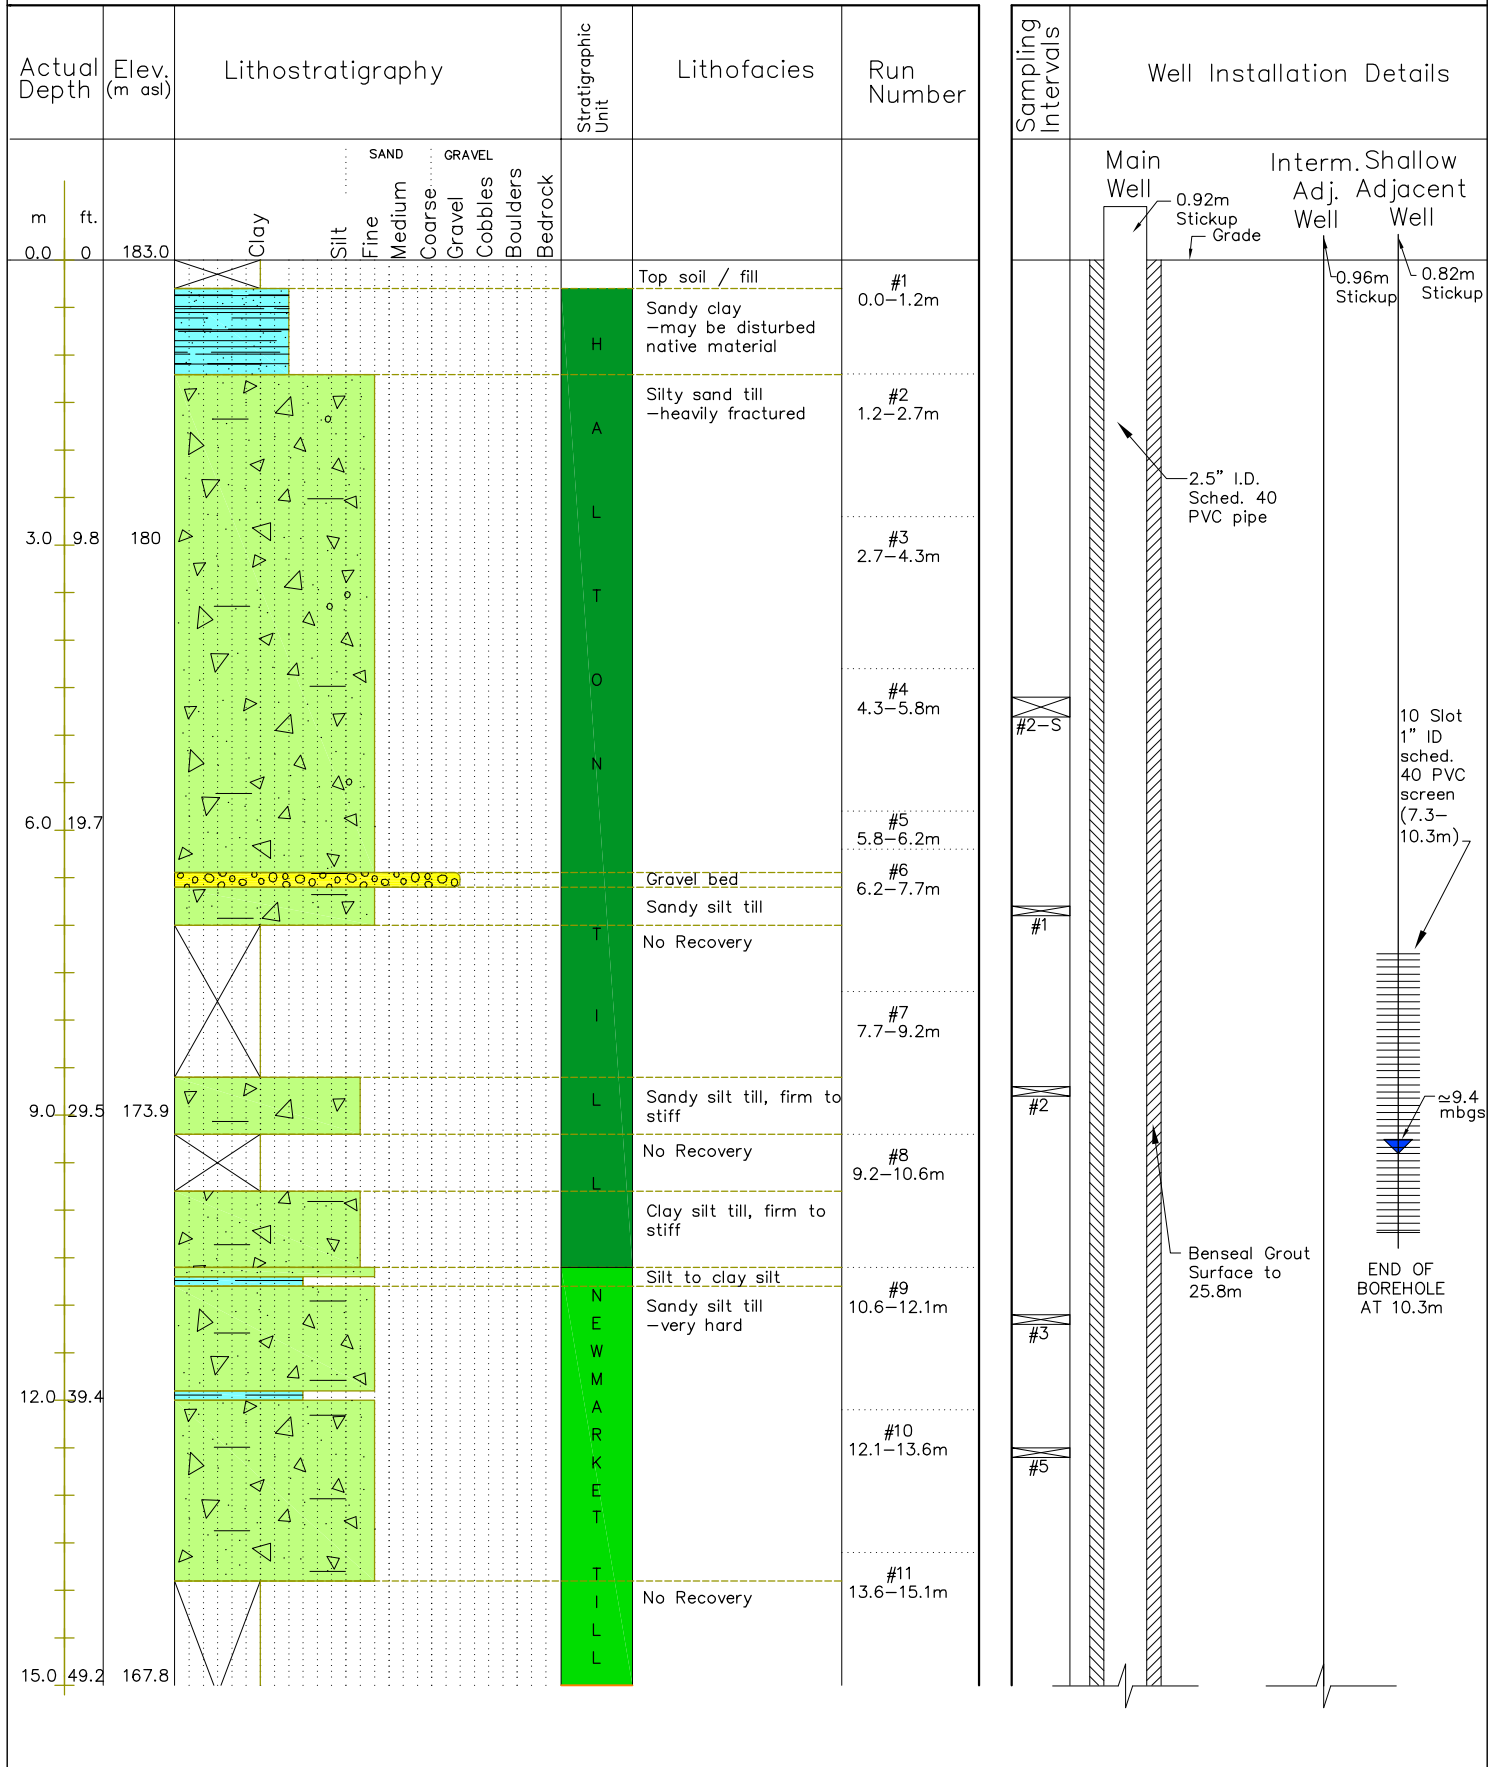 Actual
Depth
Elev.
(m asl)
Lithostratigraphy
Stratigraphic
Unit
Lithofacies
Run
Number
Sampling
Intervals
Well Installation Details
SAND
GRAVEL
Clay
Silt
Fine
Medium
Coarse
Gravel
Cobbles
Boulders
Bedrock
m ft.
0.0 0 183.0
Main
Well
0.92m
Stickup
Grade
Interm.
Adj.
Well
Shallow
Adjacent
Well
0.96m
Stickup
0.82m
Stickup
Top soil / fill
#1
0.0–1.2m
Sandy clay
–may be disturbed
native material
Silty sand till
–heavily fractured
#2
1.2–2.7m
2.5" I.D.
Sched. 40
PVC pipe
3.0 9.8 180
#3
2.7–4.3m
#4
4.3–5.8m
#2–S
10 Slot
1" ID
sched.
40 PVC
screen
(7.3–
10.3m)
6.0 19.7
#5
5.8–6.2m
#6
6.2–7.7m
Gravel bed
Sandy silt till
#1
No Recovery
#7
7.7–9.2m
9.0 29.5 173.9
Sandy silt till, firm to
stiff
#2
≃9.4
mbgs
No Recovery
#8
9.2–10.6m
Clay silt till, firm to
stiff
Benseal Grout
Surface to
25.8m
END OF
BOREHOLE
AT 10.3m
Silt to clay silt
#9
10.6–12.1m
Sandy silt till
–very hard
#3
12.0 39.4
#10
12.1–13.6m
#5
#11
13.6–15.1m
No Recovery
15.0 49.2 167.8
HALTON TILL
NEWMARKET TILL